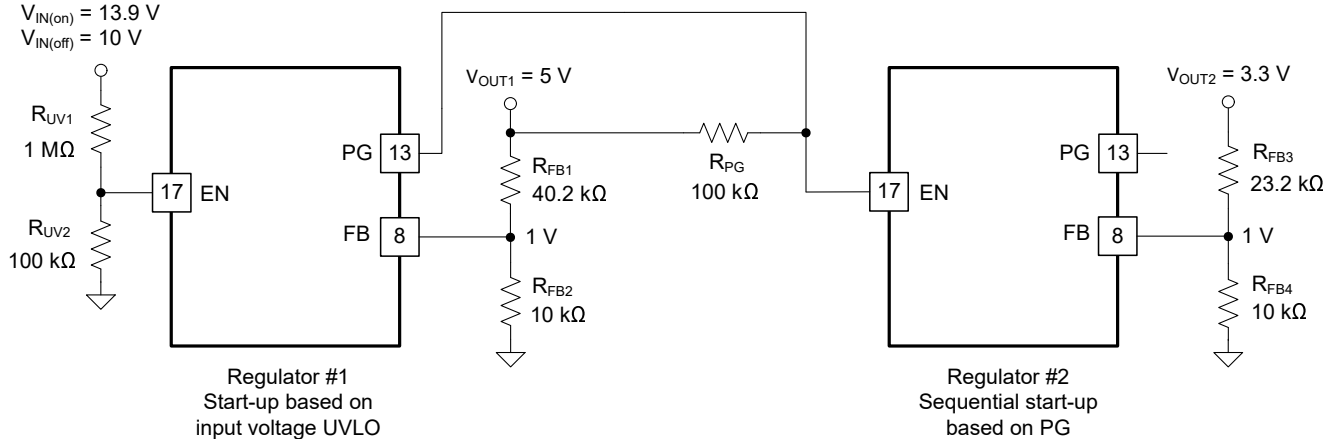 V_IN(on) = 13.9 V
V_IN(off) = 10 V
R_UV1
1 MΩ
R_UV2
100 kΩ
17
EN
PG
13
FB
8
V_OUT1 = 5 V
R_FB1
40.2 kΩ
1 V
R_FB2
10 kΩ
R_PG
100 kΩ
17
EN
PG
13
FB
8
V_OUT2 = 3.3 V
R_FB3
23.2 kΩ
1 V
R_FB4
10 kΩ
Regulator #1
Start-up based on
input voltage UVLO
Regulator #2
Sequential start-up
based on PG